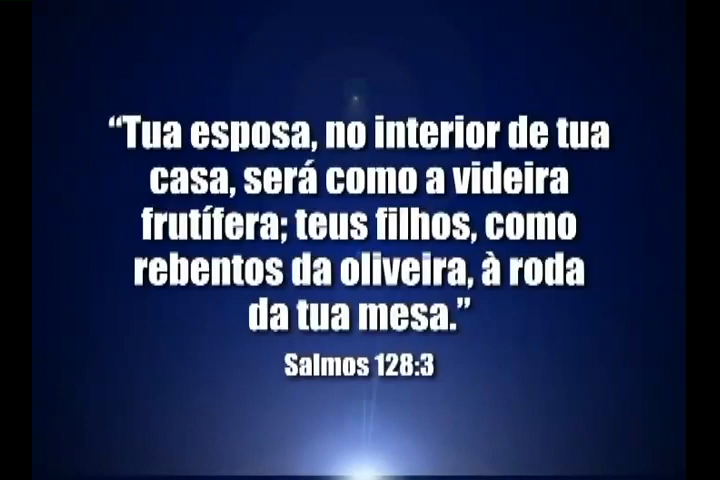 “Tua esposa, no interior de tua
casa, será como a videira
frutífera; teus filhos, como
rebentos da oliveira, à roda
da tua mesa.”
Salmos 128:3